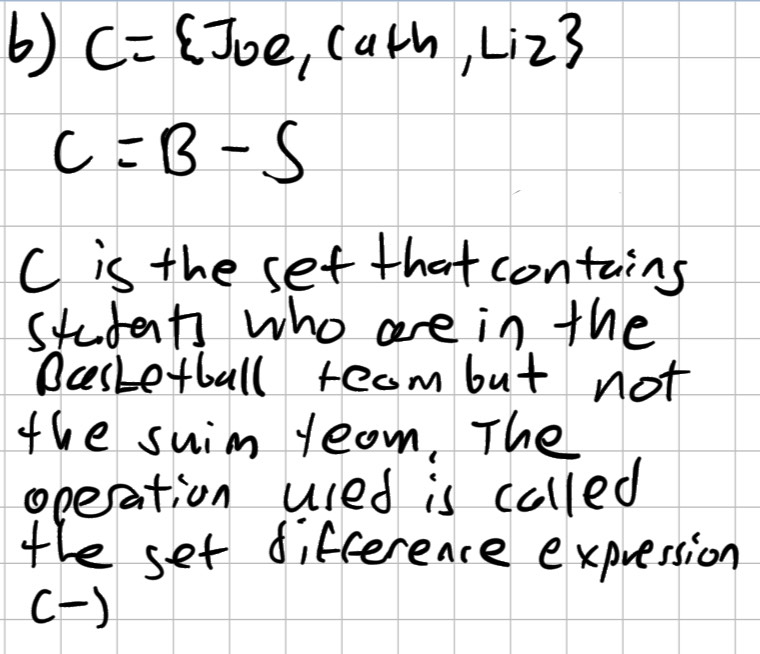 b) C = {Joe, Cath, Liz}
C = B - S
C is the set that contains
students who are in the
Basketball team but not
the suim team. The
operation used is called
the set difference expression
(-)